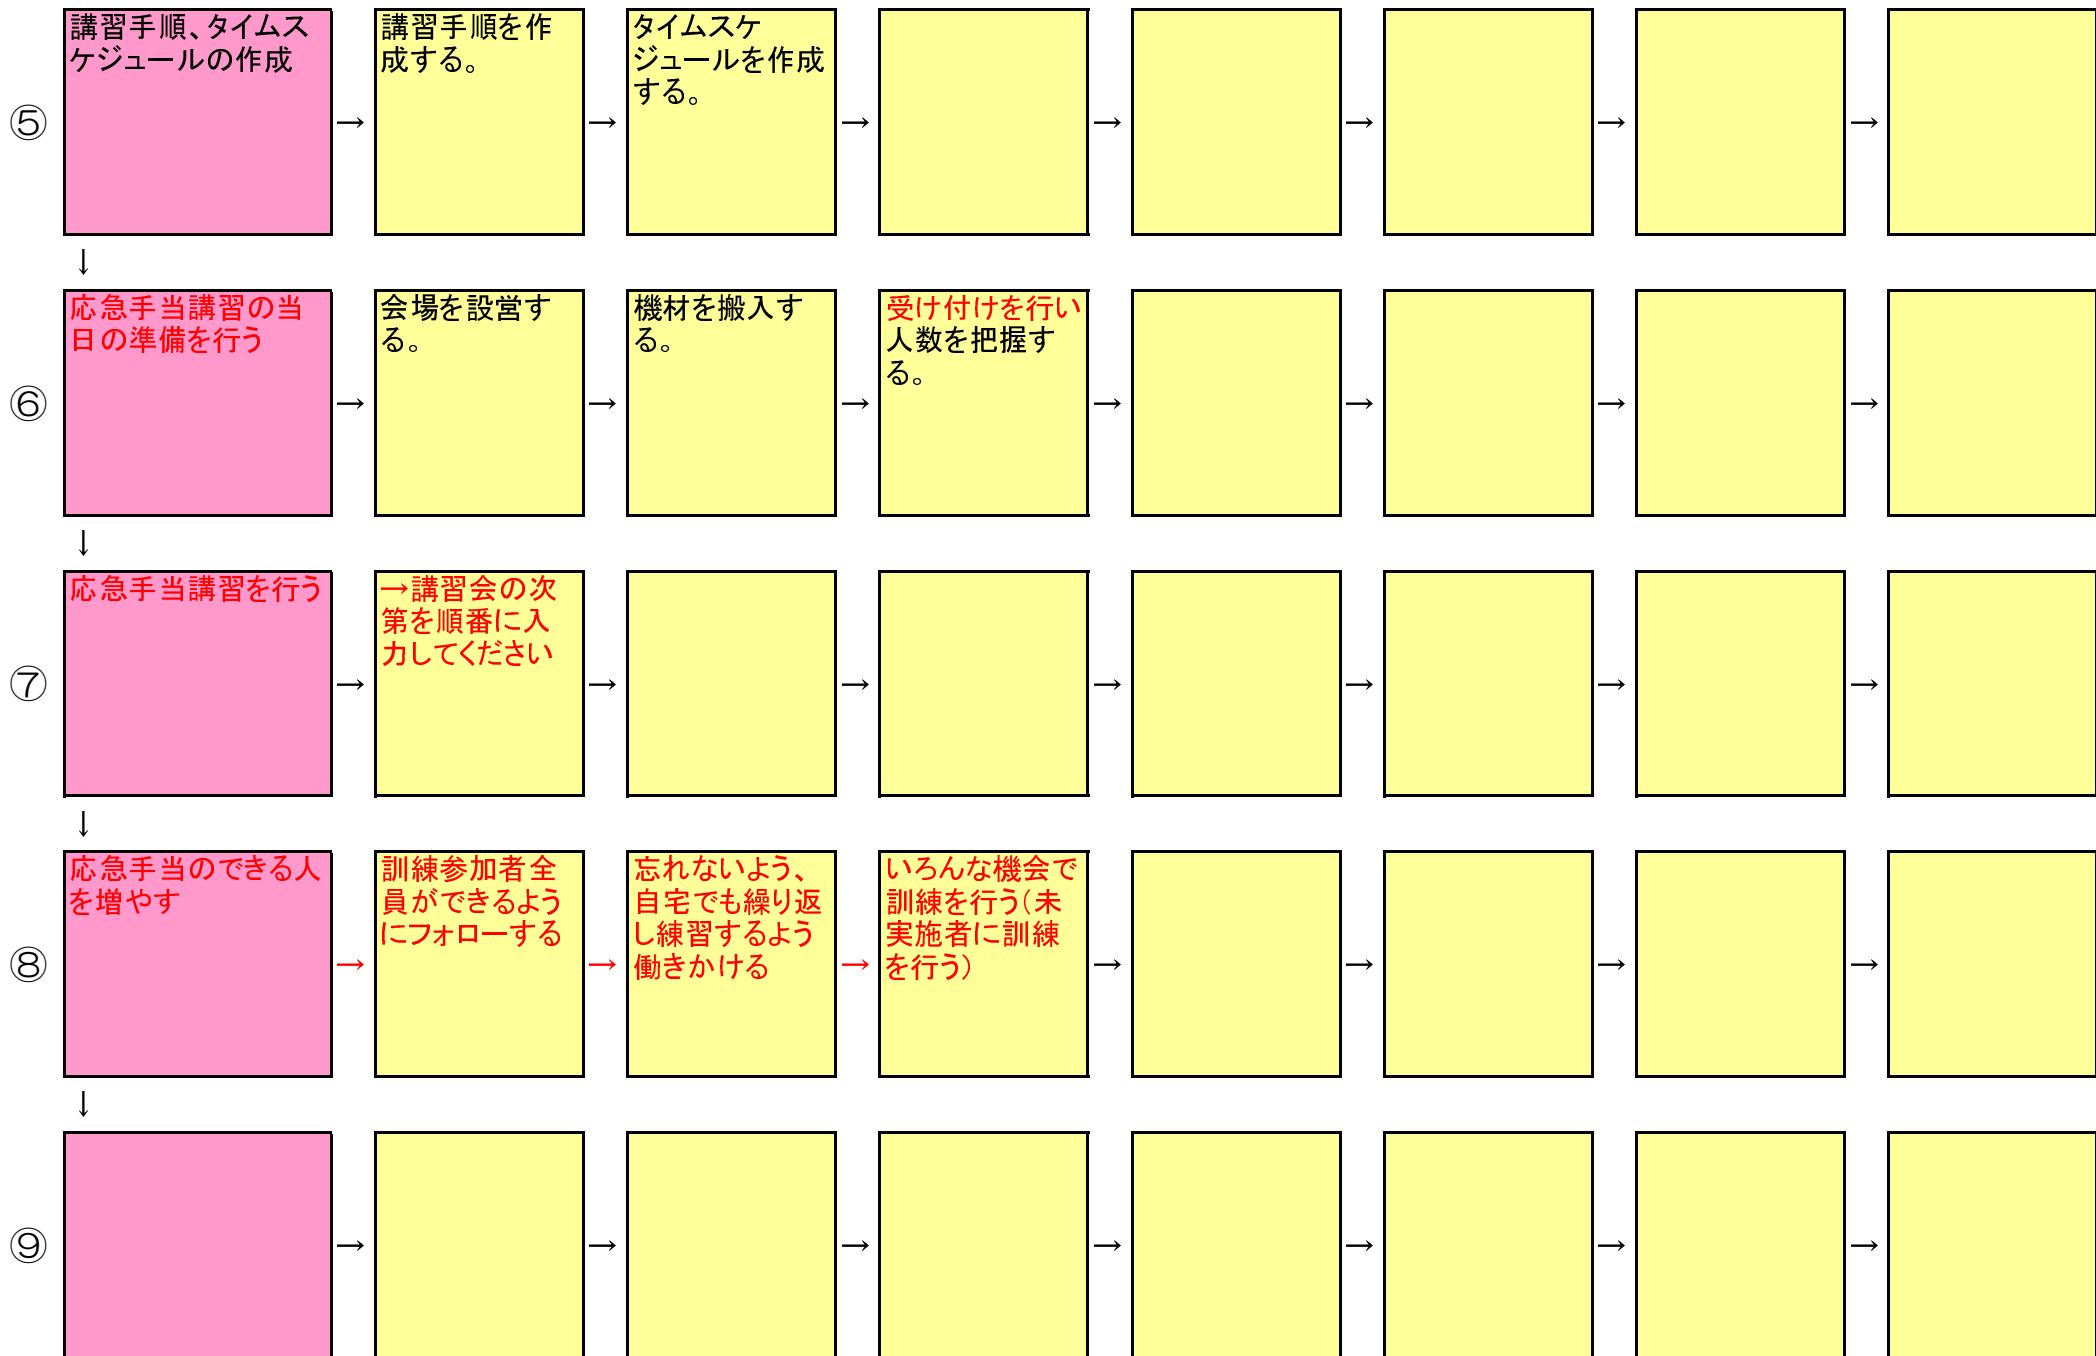 ⑤
講習手順、タイムス
ケジュールの作成
→
講習手順を作
成する。
→
タイムスケ
ジュールを作成
する。
→
→
→
→
→
↓
⑥
応急手当講習の当
日の準備を行う
→
会場を設営す
る。
→
機材を搬入す
る。
→
受け付けを行い
人数を把握す
る。
→
→
→
→
↓
⑦
応急手当講習を行う
→
→講習会の次
第を順番に入
力してください
→
→
→
→
→
→
↓
⑧
応急手当のできる人
を増やす
→
訓練参加者全
員ができるよう
にフォローする
→
忘れないよう、
自宅でも繰り返
し練習するよう
働きかける
→
いろんな機会で
訓練を行う(未
実施者に訓練
を行う)
→
→
→
→
↓
⑨
→
→
→
→
→
→
→